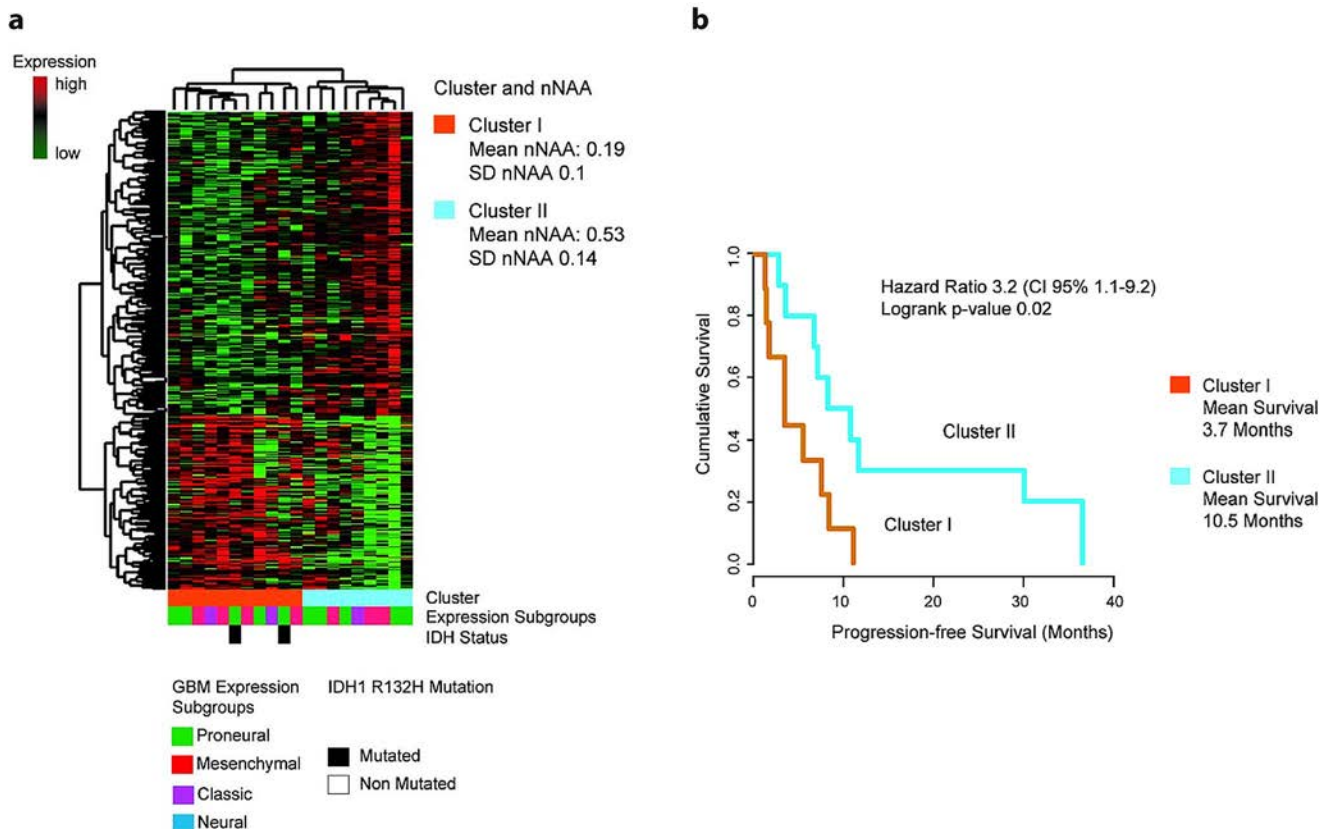 a
Expression
high
low
Cluster and nNAA
Cluster I
Mean nNAA: 0.19
SD nNAA 0.1
Cluster II
Mean nNAA: 0.53
SD nNAA 0.14
Cluster
Expression Subgroups
IDH Status
GBM Expression
Subgroups
Proneural
Mesenchymal
Classic
Neural
IDH1 R132H Mutation
Mutated
Non Mutated
b
Cumulative Survival
1.0
0.8
0.6
0.4
0.2
0.0
Hazard Ratio 3.2 (CI 95% 1.1-9.2)
Logrank p-value 0.02
Cluster II
Cluster I
0 10 20 30 40
Progression-free Survival (Months)
Cluster I
Mean Survival
3.7 Months
Cluster II
Mean Survival
10.5 Months